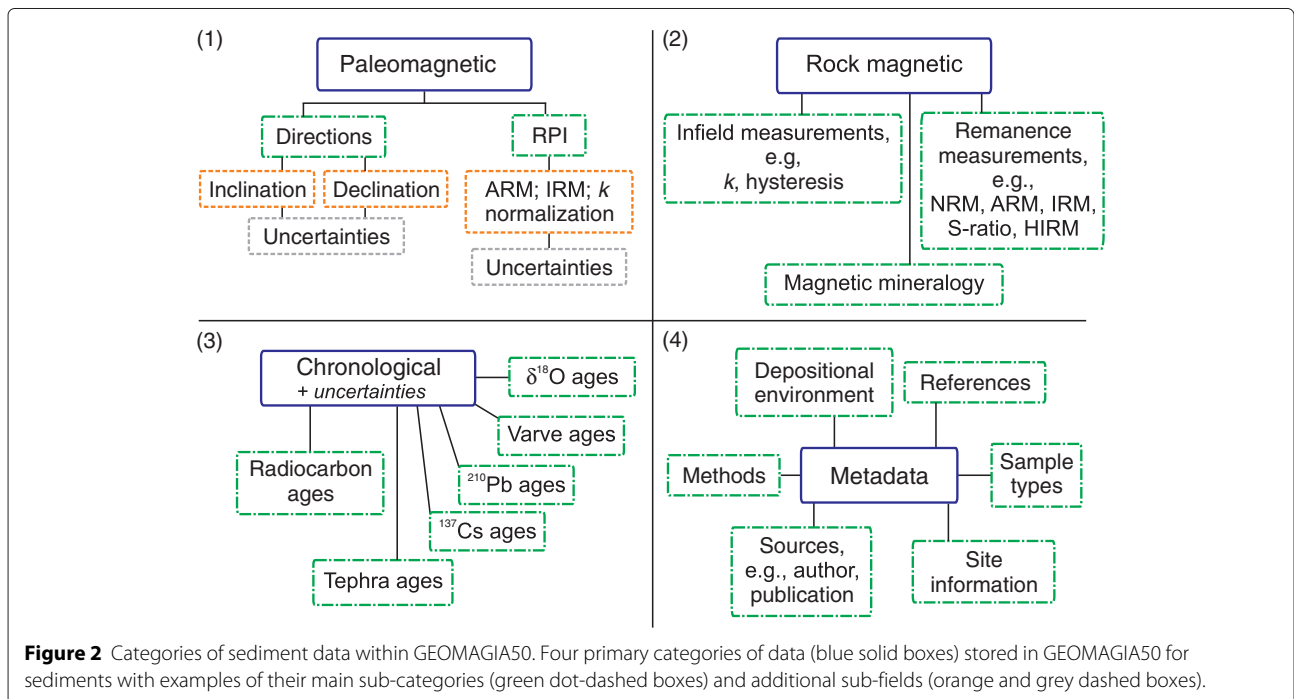 (1)
Paleomagnetic
Directions
RPI
Inclination
Declination
ARM; IRM; k
normalization
Uncertainties
Uncertainties
(2)
Rock magnetic
Infield measurements,
e.g,
k, hysteresis
Remanence
measurements,
e.g.,
NRM, ARM, IRM,
S-ratio, HIRM
Magnetic mineralogy
(3)
Chronological
+ uncertainties
δ¹⁸O ages
Varve ages
Radiocarbon
ages
²¹⁰Pb ages
¹³⁷Cs ages
Tephra ages
(4)
Depositional
environment
References
Methods
Metadata
Sample
types
Sources,
e.g., author,
publication
Site
information
Figure 2 Categories of sediment data within GEOMAGIA50. Four primary categories of data (blue solid boxes) stored in GEOMAGIA50 for
sediments with examples of their main sub-categories (green dot-dashed boxes) and additional sub-fields (orange and grey dashed boxes).